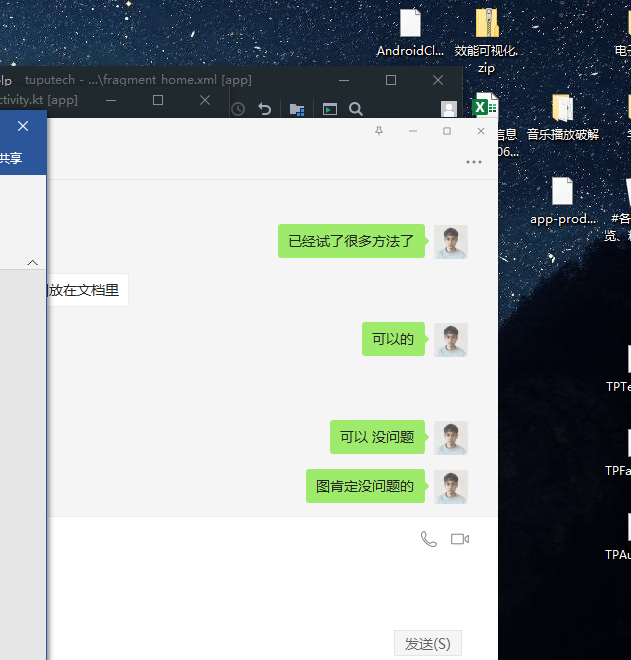 AndroidCl...
效能可视化.
zip
elp
tuputech - ...\fragment_home.xml [app]
ctivity.kt [app]
信息
06...
音乐播放破解
共享
app-prod...
#各
览、
已经试了很多方法了
放在文档里
可以的
TPTe
可以 没问题
图肯定没问题的
TPFa
TPAu
发送(S)